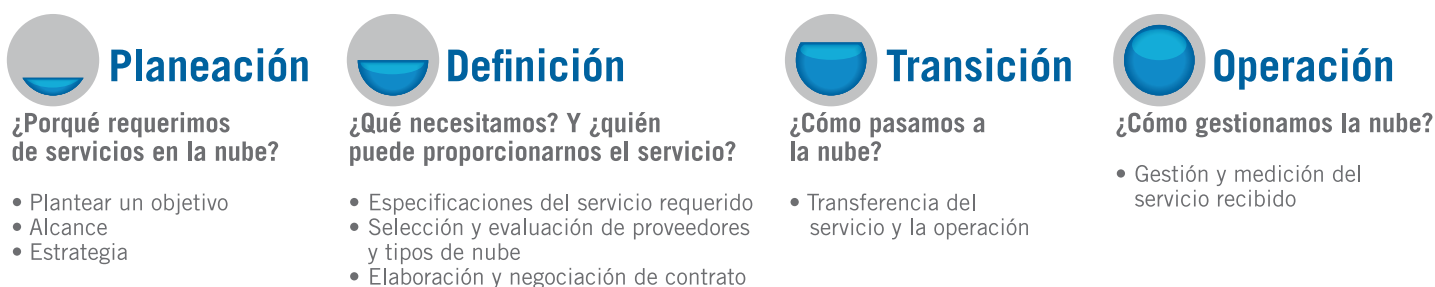 Planeación
¿Porqué requerimos
de servicios en la nube?
• Plantear un objetivo
• Alcance
• Estrategia
Definición
¿Qué necesitamos? Y ¿quién
puede proporcionarnos el servicio?
• Especificaciones del servicio requerido
• Selección y evaluación de proveedores
y tipos de nube
• Elaboración y negociación de contrato
Transición
¿Cómo pasamos a
la nube?
• Transferencia del
servicio y la operación
Operación
¿Cómo gestionamos la nube?
• Gestión y medición del
servicio recibido